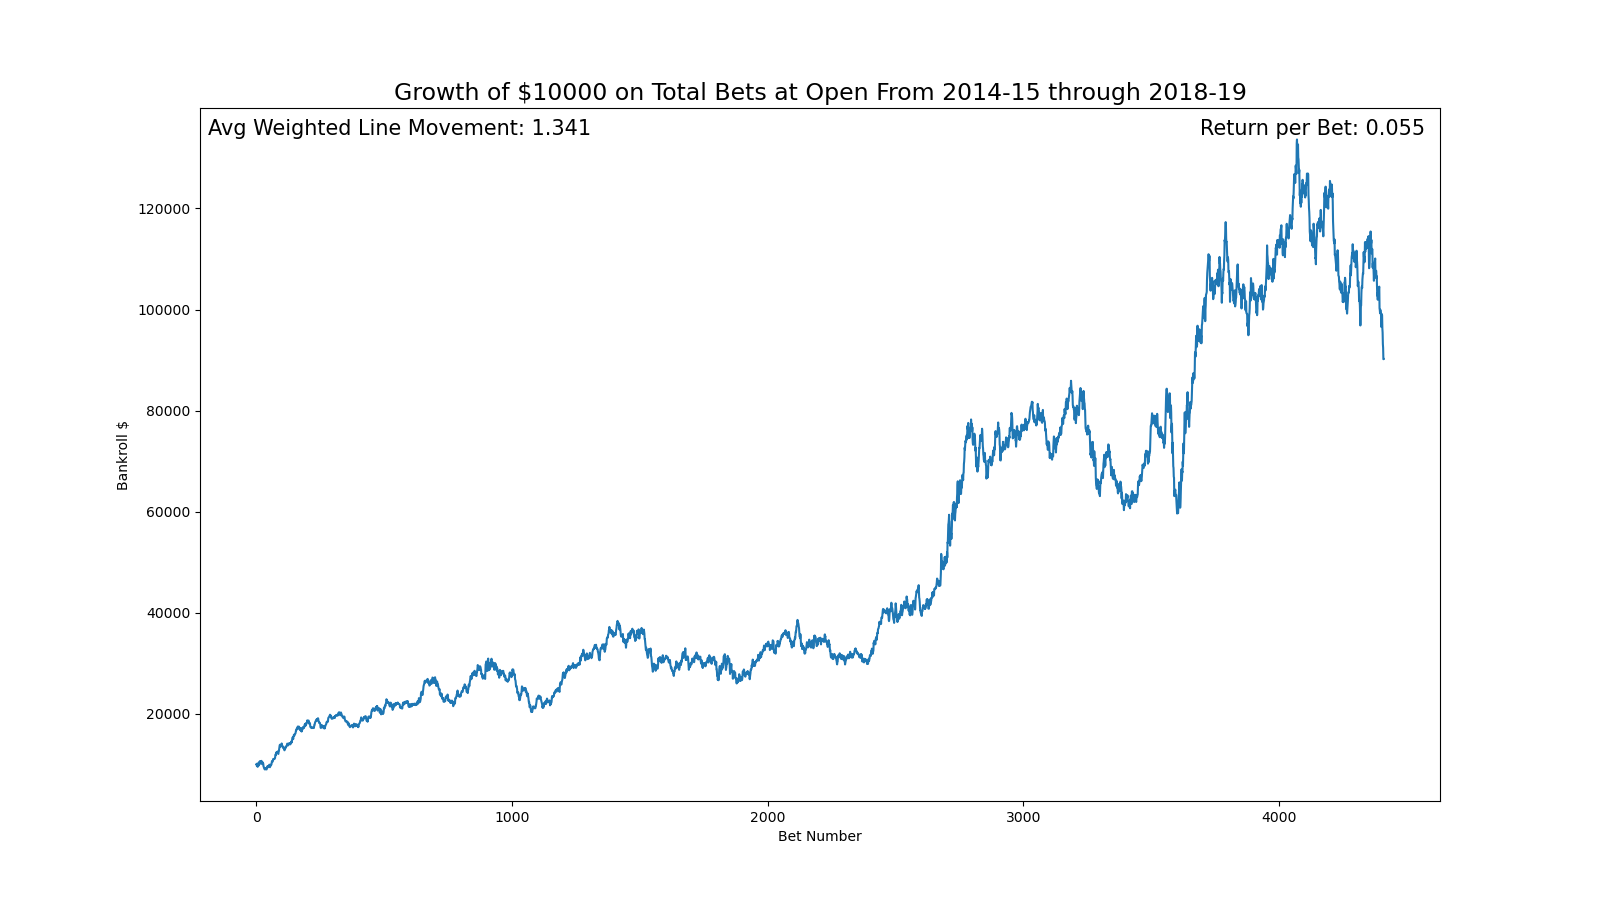 Growth of $10000 on Total Bets at Open From 2014-15 through 2018-19
Avg Weighted Line Movement: 1.341
Return per Bet: 0.055
120000
100000
80000
60000
40000
20000
Bankroll $
0
1000
2000
3000
4000
Bet Number